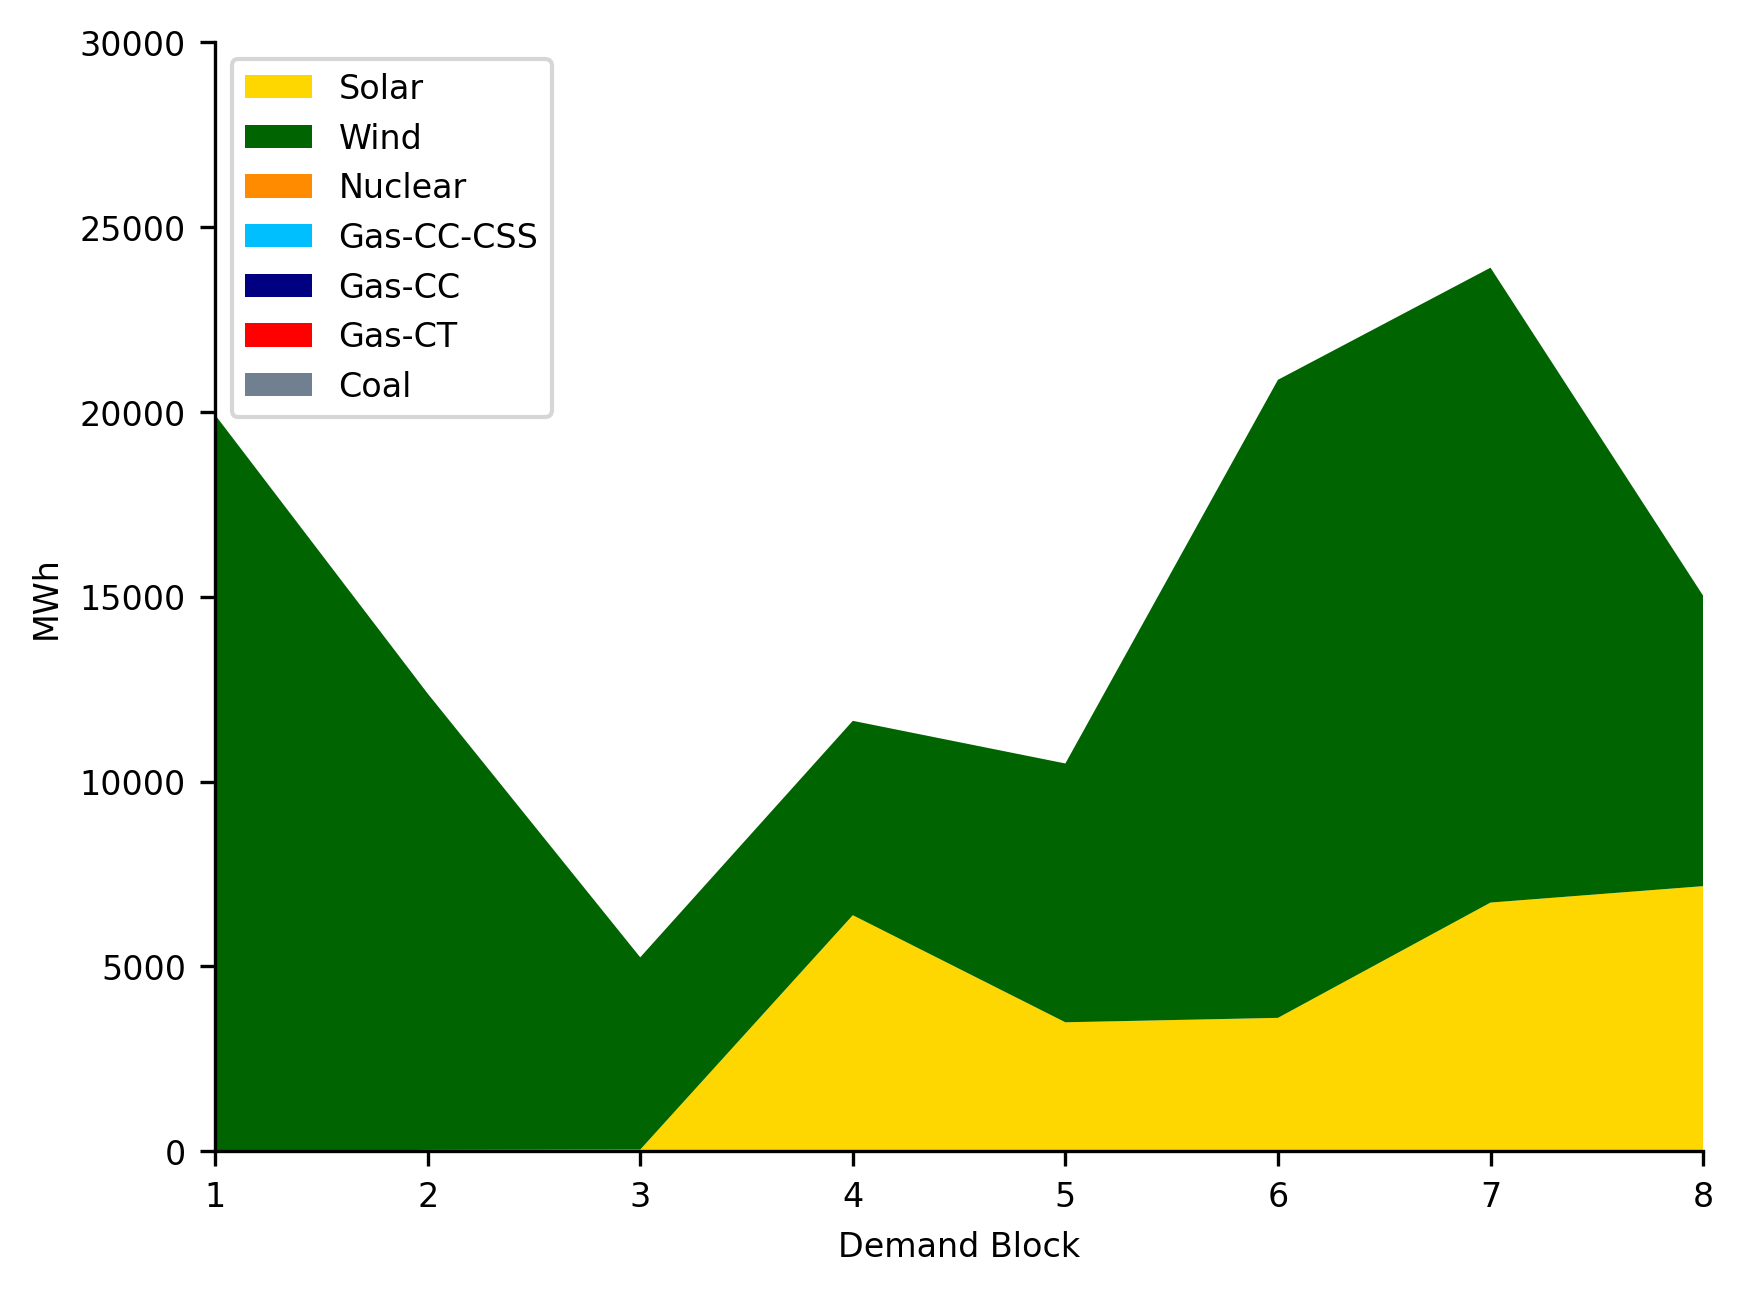 30000
25000
20000
15000
10000
5000
0
MWh
Solar
Wind
Nuclear
Gas-CC-CSS
Gas-CC
Gas-CT
Coal
1 2 3 4 5 6 7 8
Demand Block